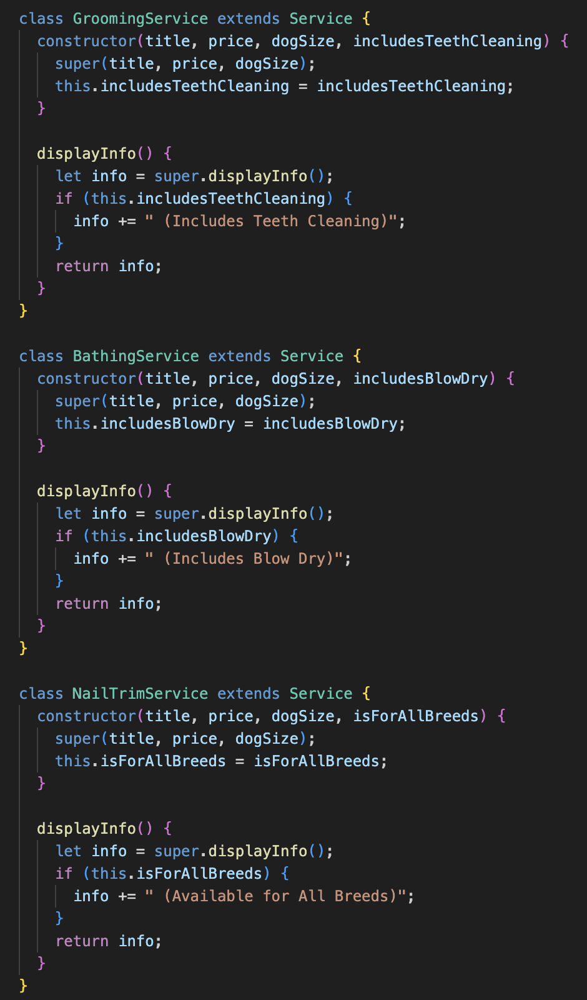 class GroomingService extends Service {
  constructor(title, price, dogSize, includesTeethCleaning) {
    super(title, price, dogSize);
    this.includesTeethCleaning = includesTeethCleaning;
  }

  displayInfo() {
    let info = super.displayInfo();
    if (this.includesTeethCleaning) {
      info += " (Includes Teeth Cleaning)";
    }
    return info;
  }
}

class BathingService extends Service {
  constructor(title, price, dogSize, includesBlowDry) {
    super(title, price, dogSize);
    this.includesBlowDry = includesBlowDry;
  }

  displayInfo() {
    let info = super.displayInfo();
    if (this.includesBlowDry) {
      info += " (Includes Blow Dry)";
    }
    return info;
  }
}

class NailTrimService extends Service {
  constructor(title, price, dogSize, isForAllBreeds) {
    super(title, price, dogSize);
    this.isForAllBreeds = isForAllBreeds;
  }

  displayInfo() {
    let info = super.displayInfo();
    if (this.isForAllBreeds) {
      info += " (Available for All Breeds)";
    }
    return info;
  }
}